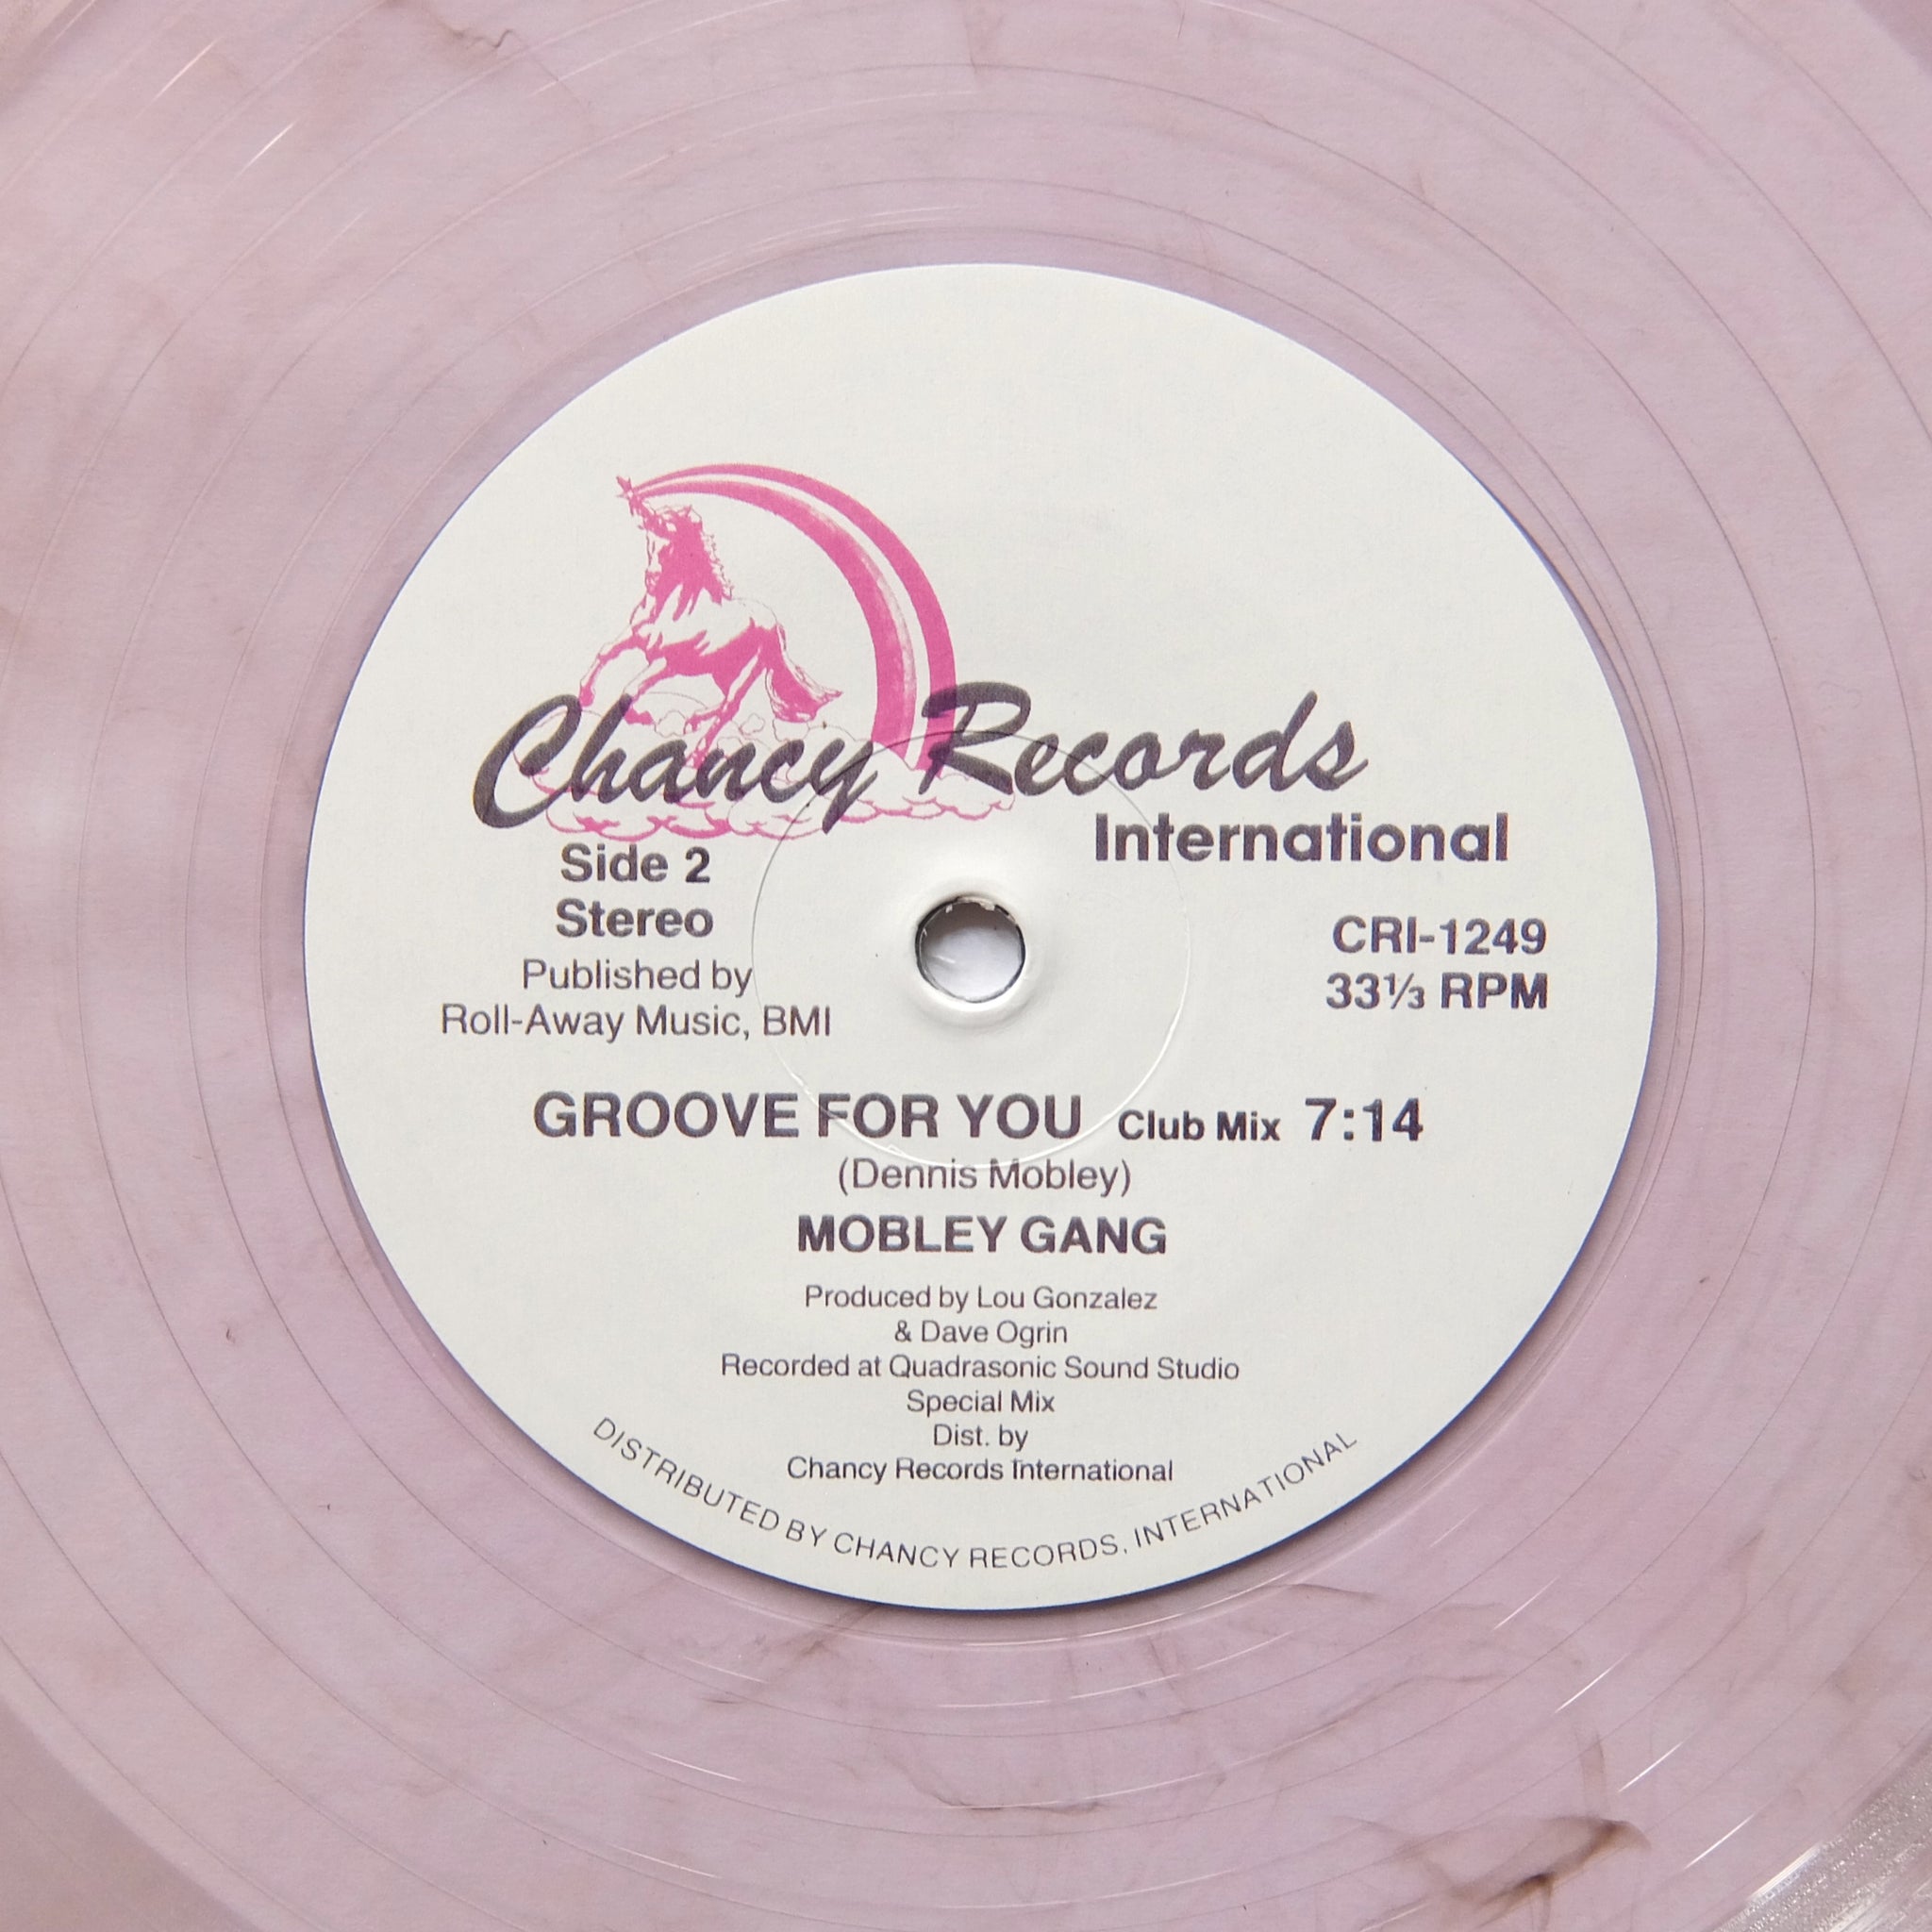 Chancy Records
International
Side 2
Stereo
Published by
Roll-Away Music, BMI
CRI-1249
33⅓ RPM
GROOVE FOR YOU Club Mix 7:14
(Dennis Mobley)
MOBLEY GANG
Produced by Lou Gonzalez
& Dave Ogrin
Recorded at Quadrasonic Sound Studio
Special Mix
Dist. by
Chancy Records International
DISTRIBUTED BY CHANCY RECORDS, INTERNATIONAL